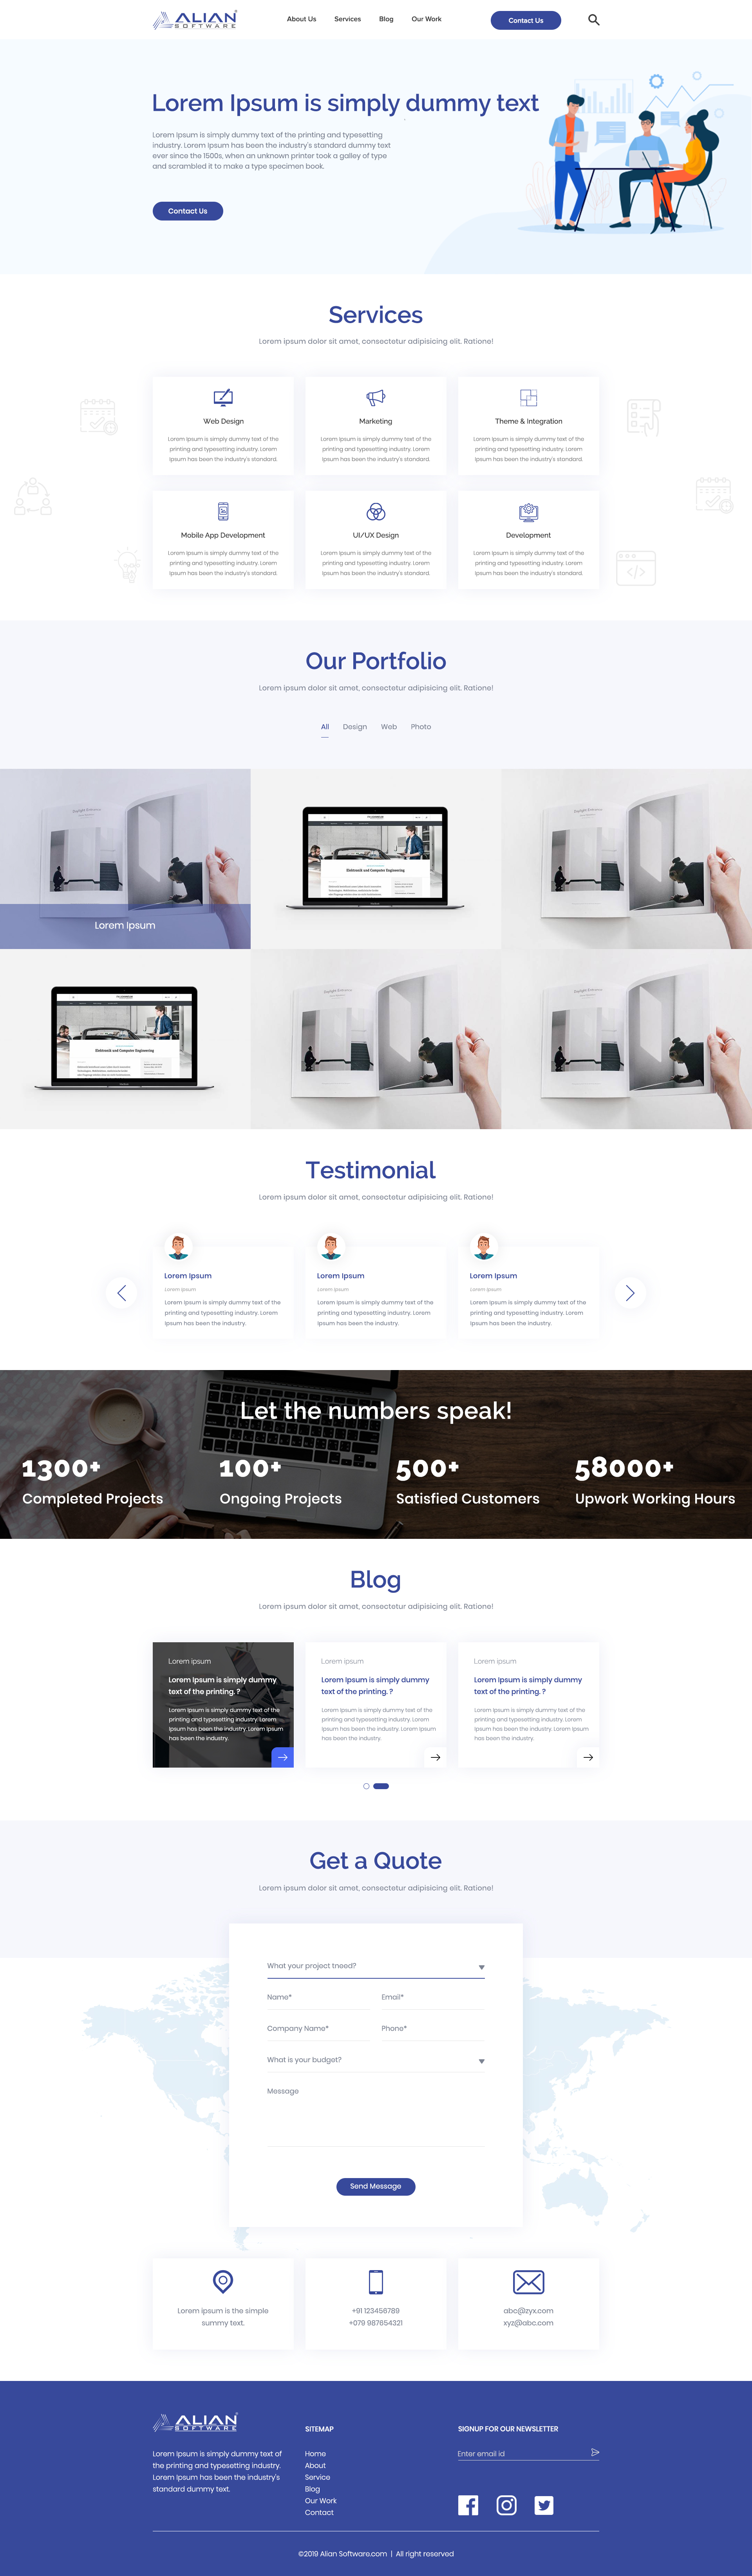 ALIAN
SOFTWARE
About Us
Services
Blog
Our Work
Contact Us
Lorem Ipsum is simply dummy text
Lorem Ipsum is simply dummy text of the printing and typesetting
industry. Lorem Ipsum has been the industry's standard dummy text
ever since the 1500s, when an unknown printer took a galley of type
and scrambled it to make a type specimen book.
Contact Us
Services
Lorem ipsum dolor sit amet, consectetur adipisicing elit. Ratione!
Web Design
Lorem Ipsum is simply dummy text of the
printing and typesetting industry. Lorem
Ipsum has been the industry's standard.
Marketing
Lorem Ipsum is simply dummy text of the
printing and typesetting industry. Lorem
Ipsum has been the industry's standard.
Theme & Integration
Lorem Ipsum is simply dummy text of the
printing and typesetting industry. Lorem
Ipsum has been the industry's standard.
Mobile App Development
Lorem Ipsum is simply dummy text of the
printing and typesetting industry. Lorem
Ipsum has been the industry's standard.
UI/UX Design
Lorem Ipsum is simply dummy text of the
printing and typesetting industry. Lorem
Ipsum has been the industry's standard.
Development
Lorem Ipsum is simply dummy text of the
printing and typesetting industry. Lorem
Ipsum has been the industry's standard.
Our Portfolio
Lorem ipsum dolor sit amet, consectetur adipisicing elit. Ratione!
All
Design
Web
Photo
Lorem Ipsum
Elektronik und Computer Engineering
Elektronik und Computer Engineering
Testimonial
Lorem ipsum dolor sit amet, consectetur adipisicing elit. Ratione!
Lorem Ipsum
Lorem Ipsum
Lorem Ipsum is simply dummy text of the
printing and typesetting industry. Lorem
Ipsum has been the industry.
Lorem Ipsum
Lorem Ipsum
Lorem Ipsum is simply dummy text of the
printing and typesetting industry. Lorem
Ipsum has been the industry.
Lorem Ipsum
Lorem Ipsum
Lorem Ipsum is simply dummy text of the
printing and typesetting industry. Lorem
Ipsum has been the industry.
Let the numbers speak!
1300+
Completed Projects
100+
Ongoing Projects
500+
Satisfied Customers
58000+
Upwork Working Hours
Blog
Lorem ipsum dolor sit amet, consectetur adipisicing elit. Ratione!
Lorem ipsum
Lorem Ipsum is simply dummy
text of the printing. ?
Lorem Ipsum is simply dummy text of the
printing and typesetting industry. Lorem
Ipsum has been the industry. Lorem Ipsum
has been the industry.
Lorem ipsum
Lorem Ipsum is simply dummy
text of the printing. ?
Lorem Ipsum is simply dummy text of the
printing and typesetting industry. Lorem
Ipsum has been the industry. Lorem Ipsum
has been the industry.
Lorem ipsum
Lorem Ipsum is simply dummy
text of the printing. ?
Lorem Ipsum is simply dummy text of the
printing and typesetting industry. Lorem
Ipsum has been the industry. Lorem Ipsum
has been the industry.
Get a Quote
Lorem ipsum dolor sit amet, consectetur adipisicing elit. Ratione!
What your project tneed?
Name*
Email*
Company Name*
Phone*
What is your budget?
Message
Send Message
Lorem Ipsum is the simple
summy text.
+91 123456789
+079 987654321
abc@zyx.com
xyz@abc.com
ALIAN
SOFTWARE
Lorem Ipsum is simply dummy text of
the printing and typesetting industry.
Lorem Ipsum has been the industry's
standard dummy text.
SITEMAP
Home
About
Service
Blog
Our Work
Contact
SIGNUP FOR OUR NEWSLETTER
Enter email id
©2019 Alian Software.com | All right reserved